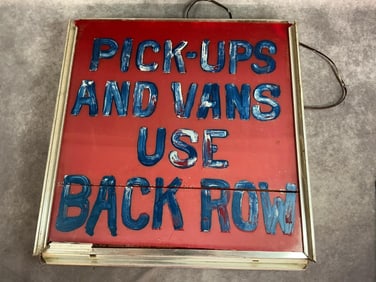 PICK-UPS
AND VANS
USE
BACK ROW